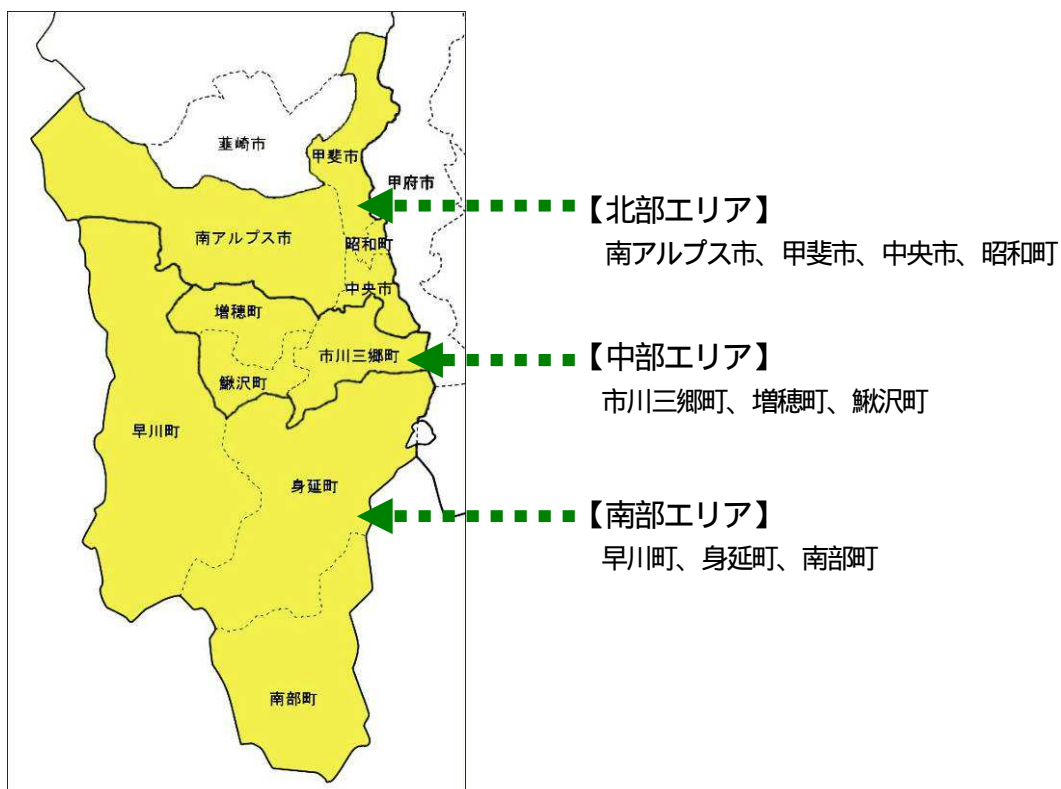 韮崎市
甲斐市
甲府市
【北部エリア】
南アルプス市
昭和町
南アルプス市、甲斐市、中央市、昭和町
中央市
増穂町
市川三郷町
【中部エリア】
鰍沢町
市川三郷町、増穂町、鰍沢町
早川町
身延町
【南部エリア】
早川町、身延町、南部町
南部町